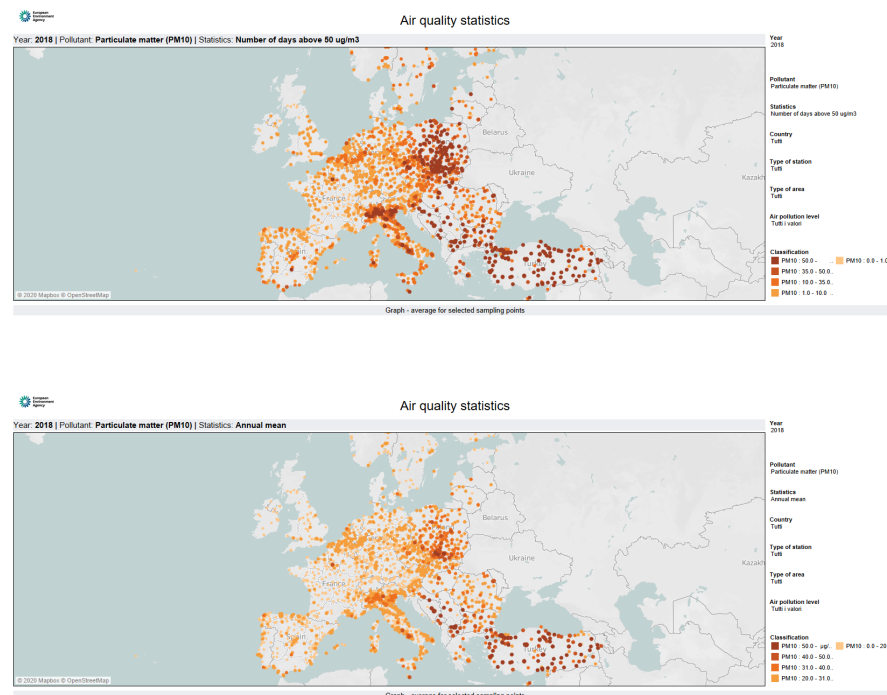 European
Environment
Agency
Air quality statistics
Year: 2018 | Pollutant: Particulate matter (PM10) | Statistics: Number of days above 50 ug/m3
Year
2018
Pollutant
Particulate matter (PM10)
Statistics
Number of days above 50 ug/m3
Country
Tutti
Type of station
Tutti
Type of area
Tutti
Air pollution level
Tutti i valori
Classification
PM10 : 50.0 - .. PM10 : 0.0 - 1.0
PM10 : 35.0 - 50.0..
PM10 : 10.0 - 35.0..
PM10 : 1.0 - 10.0 ..
Belarus
Ukraine
Kazakh
France
Spain
Turkey
© 2020 Mapbox © OpenStreetMap
Graph - average for selected sampling points
European
Environment
Agency
Air quality statistics
Year: 2018 | Pollutant: Particulate matter (PM10) | Statistics: Annual mean
Year
2018
Pollutant
Particulate matter (PM10)
Statistics
Annual mean
Country
Tutti
Type of station
Tutti
Type of area
Tutti
Air pollution level
Tutti i valori
Classification
PM10 : 50.0 - µg/. PM10 : 0.0 - 20
PM10 : 40.0 - 50.0..
PM10 : 31.0 - 40.0..
PM10 : 20.0 - 31.0..
Belarus
Ukraine
Kazakh
France
Spain
Turkey
© 2020 Mapbox © OpenStreetMap
Graph - average for selected sampling points